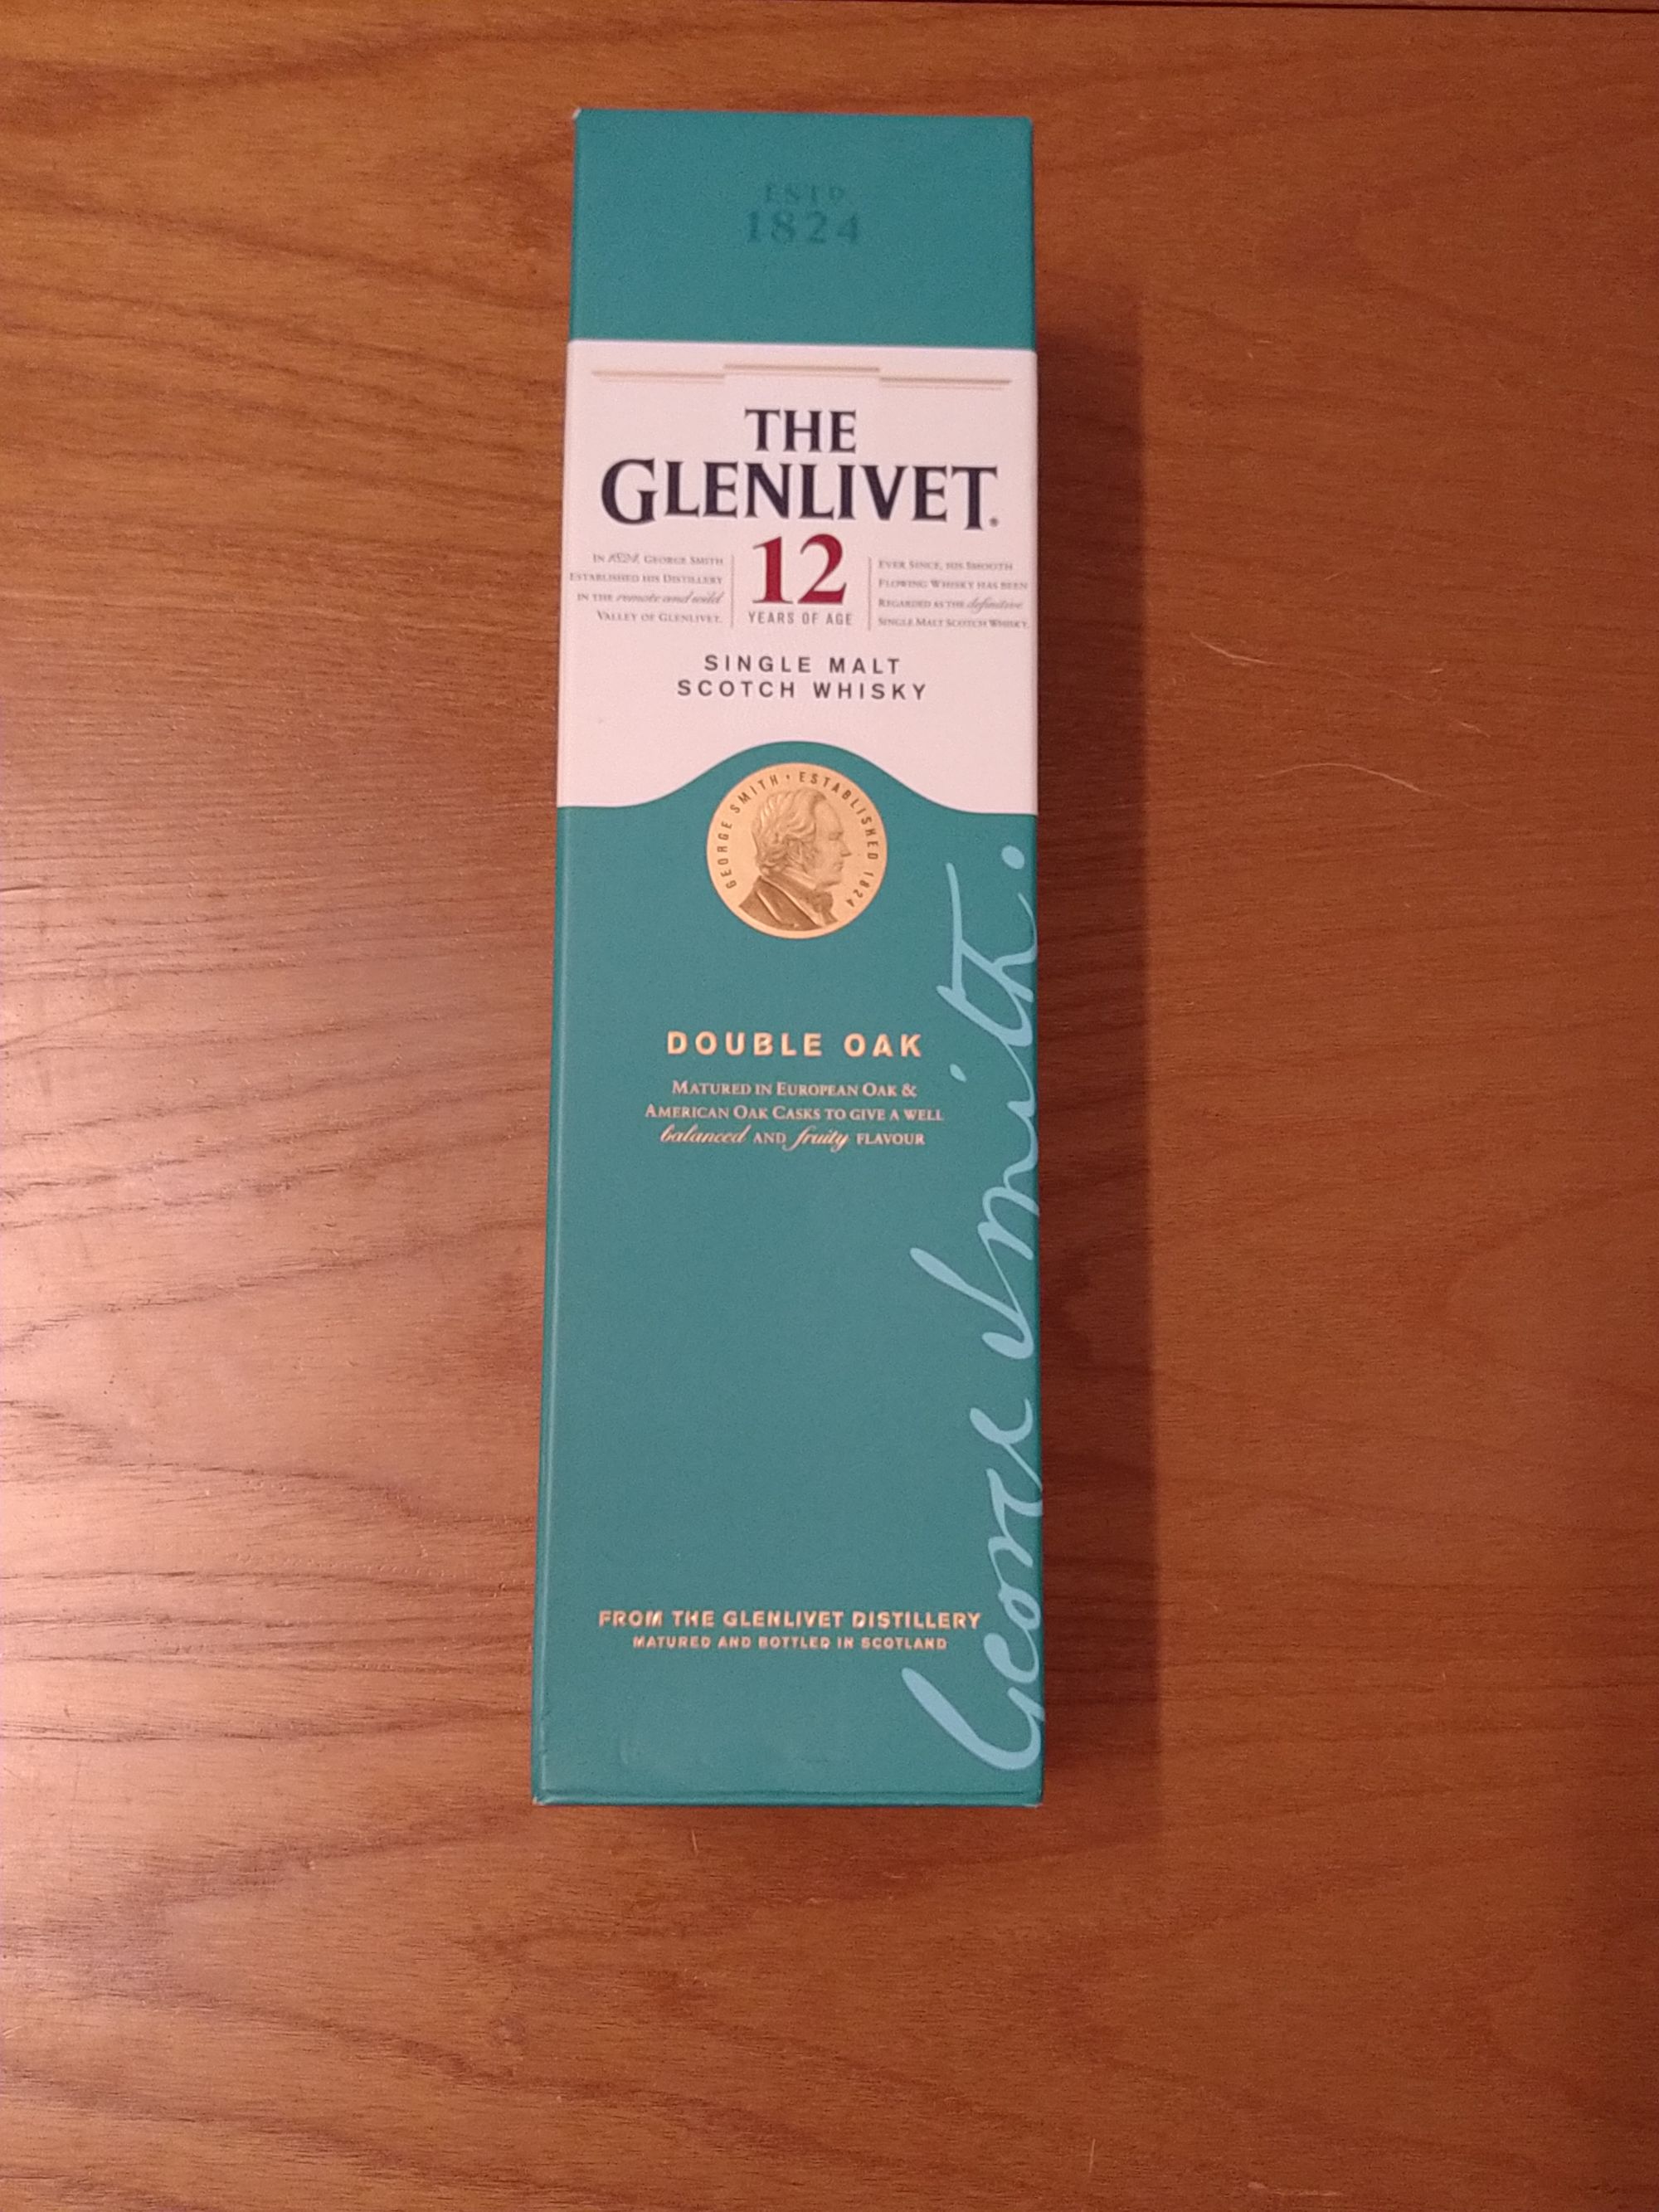 ESTD.
1824
THE
GLENLIVET®
IN 1824, GEORGE SMITH
ESTABLISHED HIS DISTILLERY
IN THE remote and wild
VALLEY OF GLENLIVET.
12
YEARS OF AGE
EVER SINCE, HIS SMOOTH
FLOWING WHISKY HAS BEEN
REGARDED AS THE definitive
SINGLE MALT SCOTCH WHISKY.
SINGLE MALT
SCOTCH WHISKY
GEORGE SMITH • ESTABLISHED 1824
DOUBLE OAK
MATURED IN EUROPEAN OAK &
AMERICAN OAK CASKS TO GIVE A WELL
balanced AND fruity FLAVOUR
George Smith.
FROM THE GLENLIVET DISTILLERY
MATURED AND BOTTLED IN SCOTLAND